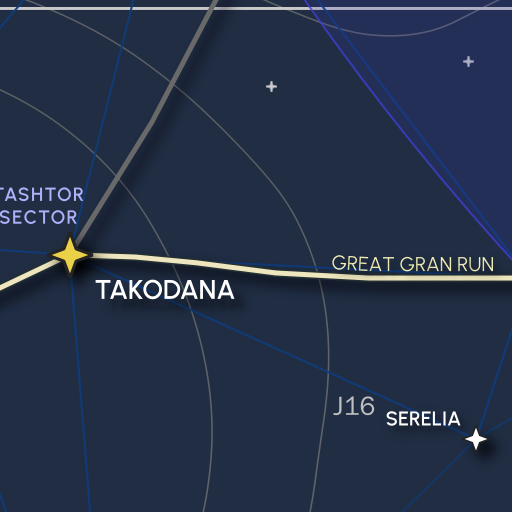 TASHTOR
SECTOR
GREAT GRAN RUN
TAKODANA
J16
SERELIA